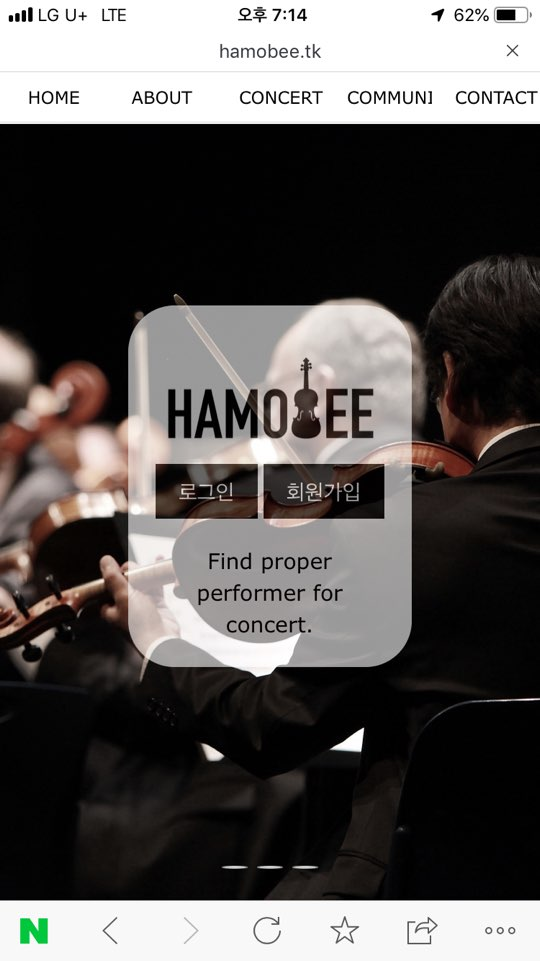 LG U+ LTE 오후 7:14 62%
hamobee.tk
HOME ABOUT CONCERT COMMUNI CONTACT
HAMOBEE
로그인 회원가입
Find proper
performer for
concert.
N